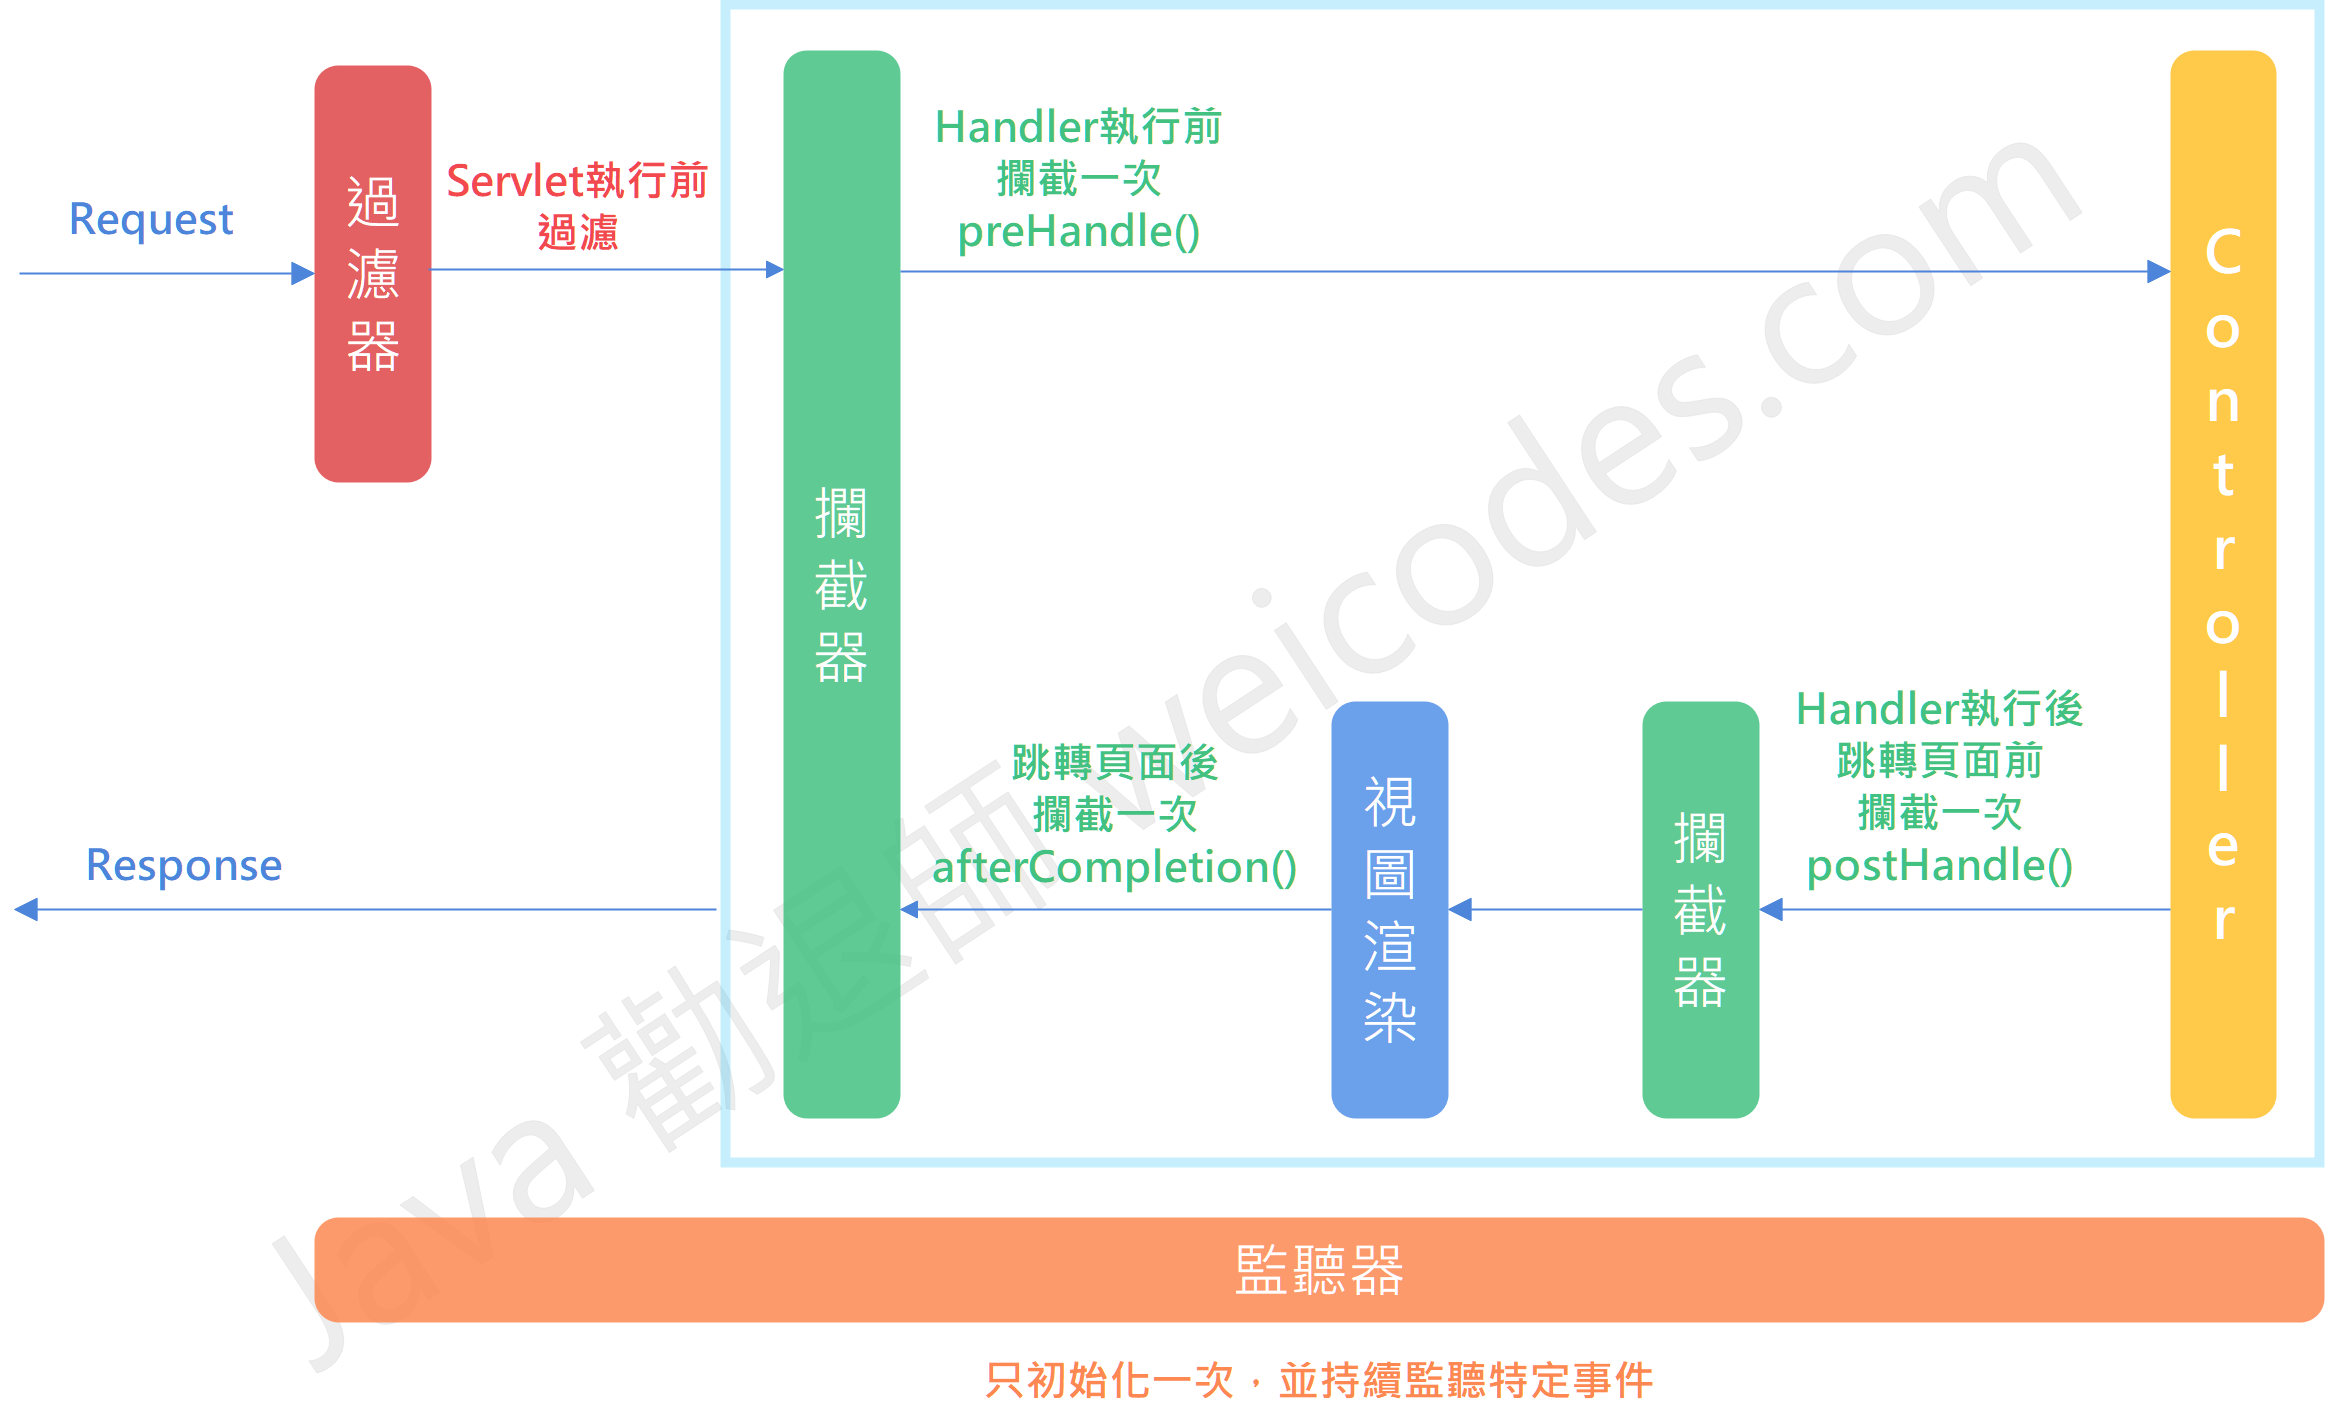 Request
過濾器
Servlet執行前
過濾
攔截器
Handler執行前
攔截一次
preHandle()
Controller
Response
跳轉頁面後
攔截一次
afterCompletion()
視圖渲染
攔截器
Handler執行後
跳轉頁面前
攔截一次
postHandle()
監聽器
只初始化一次，並持續監聽特定事件
Java 勸退師 weicodes.com